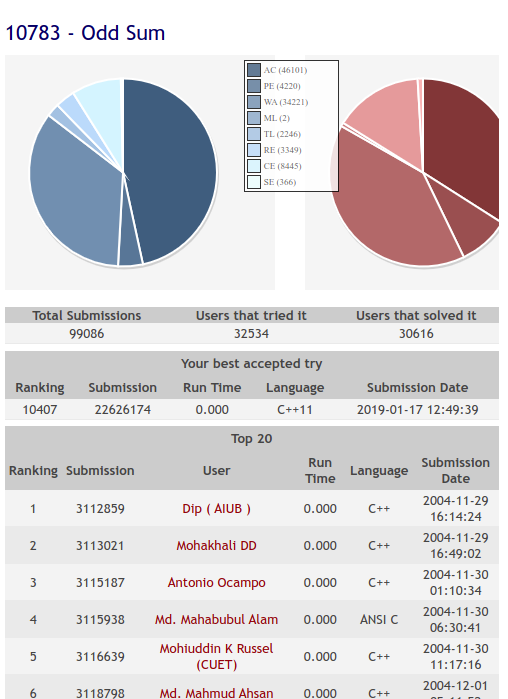 10783 - Odd Sum
AC (46101)
PE (4220)
WA (34221)
ML (2)
TL (2246)
RE (3349)
CE (8445)
SE (366)
Total Submissions Users that tried it Users that solved it
99086 32534 30616
Your best accepted try
Ranking Submission Run Time Language Submission Date
10407 22626174 0.000 C++11 2019-01-17 12:49:39
Top 20
Ranking Submission User Run Time Language Submission Date
1 3112859 Dip ( AIUB ) 0.000 C++ 2004-11-29 16:14:24
2 3113021 Mohakhali DD 0.000 C++ 2004-11-29 16:49:02
3 3115187 Antonio Ocampo 0.000 C++ 2004-11-30 01:10:34
4 3115938 Md. Mahabubul Alam 0.000 ANSI C 2004-11-30 06:30:41
5 3116639 Mohiuddin K Russel (CUET) 0.000 C++ 2004-11-30 11:17:16
6 3118798 Md. Mahmud Ahsan 0.000 C++ 2004-12-01